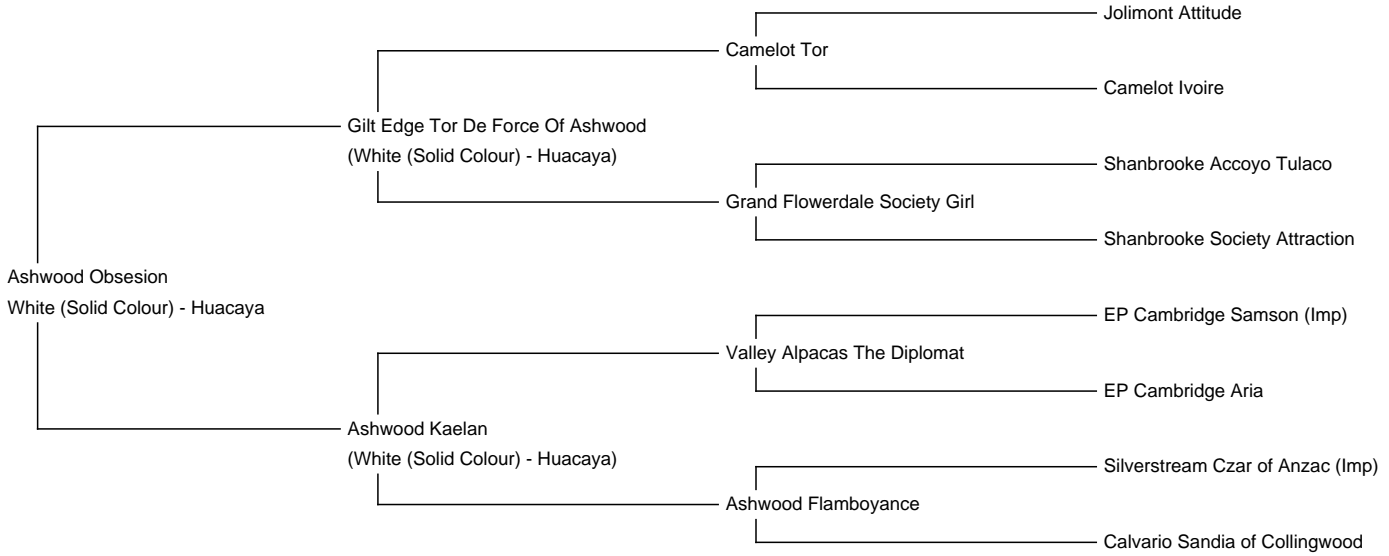 Jolimont Attitude
Camelot Tor
Camelot Ivoire
Gilt Edge Tor De Force Of Ashwood
(White (Solid Colour) - Huacaya)
Shanbrooke Accoyo Tulaco
Grand Flowerdale Society Girl
Shanbrooke Society Attraction
Ashwood Obsesion
White (Solid Colour) - Huacaya
EP Cambridge Samson (Imp)
Valley Alpacas The Diplomat
EP Cambridge Aria
Ashwood Kaelan
(White (Solid Colour) - Huacaya)
Silverstream Czar of Anzac (Imp)
Ashwood Flamboyance
Calvario Sandia of Collingwood